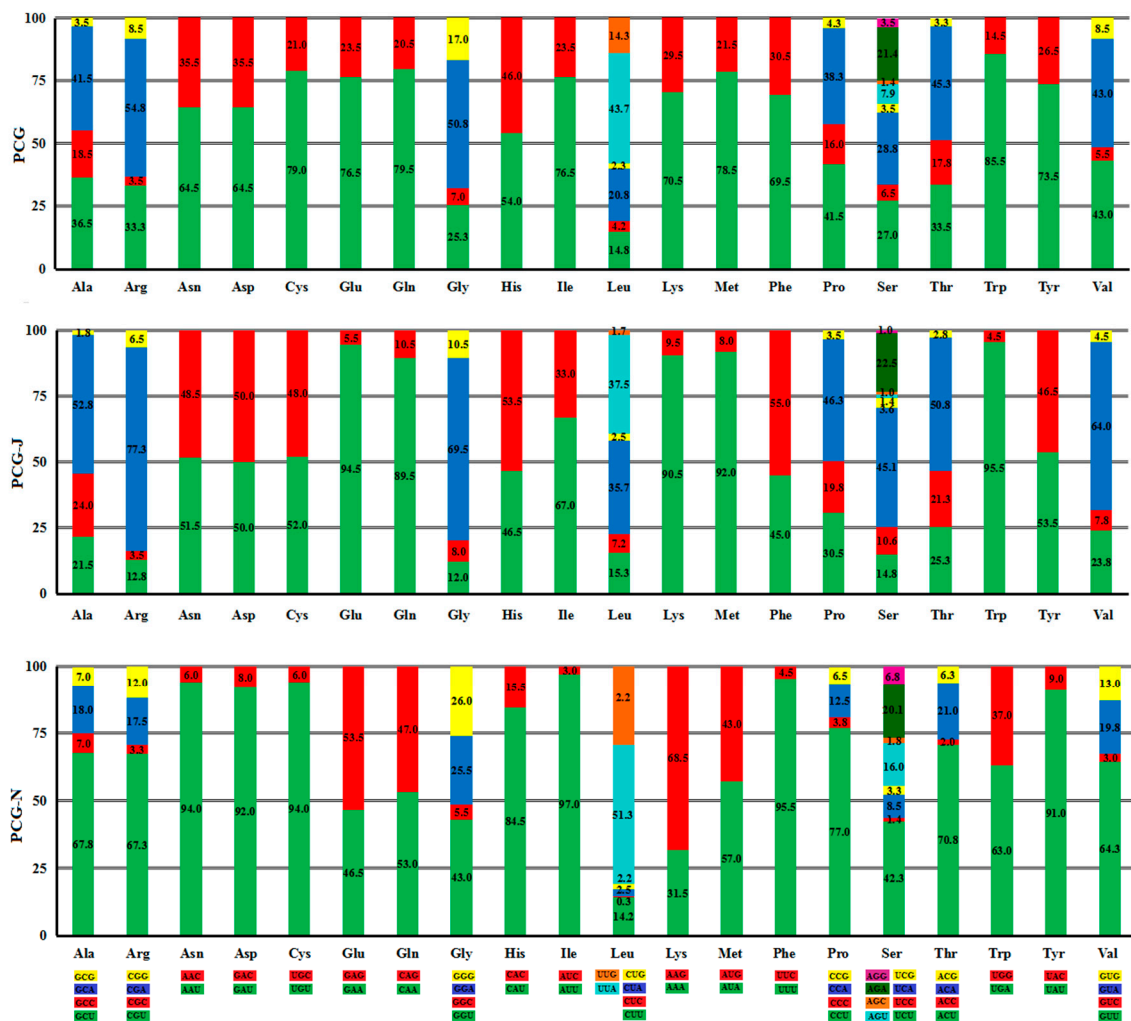 100 3.5 4.3 3.5 3.3
8.5 17.0 14.3 14.5 8.5
35.5 35.5 21.0 23.5 20.5 46.0 23.5 29.5 21.5 30.5 21.4 26.5
75 41.5 54.8 50.8 43.7 38.3 1.4 45.3 43.0
7.9
3.5
PCG
50 18.5 3.5 7.0 2.3 16.0 28.8 17.8 5.5
20.8 6.5
4.2
25 36.5 33.3 64.5 64.5 79.0 76.5 79.5 25.3 54.0 76.5 14.8 70.5 78.5 69.5 41.5 27.0 33.5 85.5 73.5 43.0
0
Ala Arg Asn Asp Cys Glu Gln Gly His Ile Leu Lys Met Phe Pro Ser Thr Trp Tyr Val
100 1.8 6.5 5.5 10.5 10.5 1.7 9.5 8.0 3.5 1.0 2.8 4.5 4.5
75 52.8 77.3 48.5 50.0 48.0 69.5 53.5 33.0 37.5 55.0 46.3 22.5 50.8 46.5 64.0
1.0
1.4
3.6
PCG-J
50 24.0 3.5 8.0 2.5 19.8 45.1 21.3 7.8
35.7 10.6
7.2
25 21.5 12.8 51.5 50.0 52.0 94.5 89.5 12.0 46.5 67.0 15.3 90.5 92.0 45.0 30.5 14.8 25.3 95.5 53.5 23.8
0
Ala Arg Asn Asp Cys Glu Gln Gly His Ile Leu Lys Met Phe Pro Ser Thr Trp Tyr Val
100 7.0 12.0 6.0 8.0 6.0 26.0 15.5 3.0 2.2 4.5 6.5 6.8 6.3 9.0 13.0
75 18.0 17.5 53.5 47.0 25.5 51.3 68.5 43.0 12.5 20.1 21.0 37.0 19.8
1.8
16.0
3.3
PCG-N
50 7.0 3.3 5.5 2.2 3.8 8.5 2.0 3.0
2.5 1.4
0.3
25 67.8 67.3 94.0 92.0 94.0 46.5 53.0 43.0 84.5 97.0 14.2 31.5 57.0 95.5 77.0 42.3 70.8 63.0 91.0 64.3
0
Ala Arg Asn Asp Cys Glu Gln Gly His Ile Leu Lys Met Phe Pro Ser Thr Trp Tyr Val
GCG CGG AAC GAC UGC GAG CAG GGG CAC AUC UUG CUG AAG AUG UUC CCG AGG UCG ACG UGG UAC GUG
GCA CGA AAU GAU UGU GAA CAA GGA CAU AUU UUA CUA AAA AUA UUU CCA AGA UCA ACA UGA UAU GUA
GCC CGC GGC CUC CCC AGC UCC ACC GUC
GCU CGU GGU CUU CCU AGU UCU ACU GUU